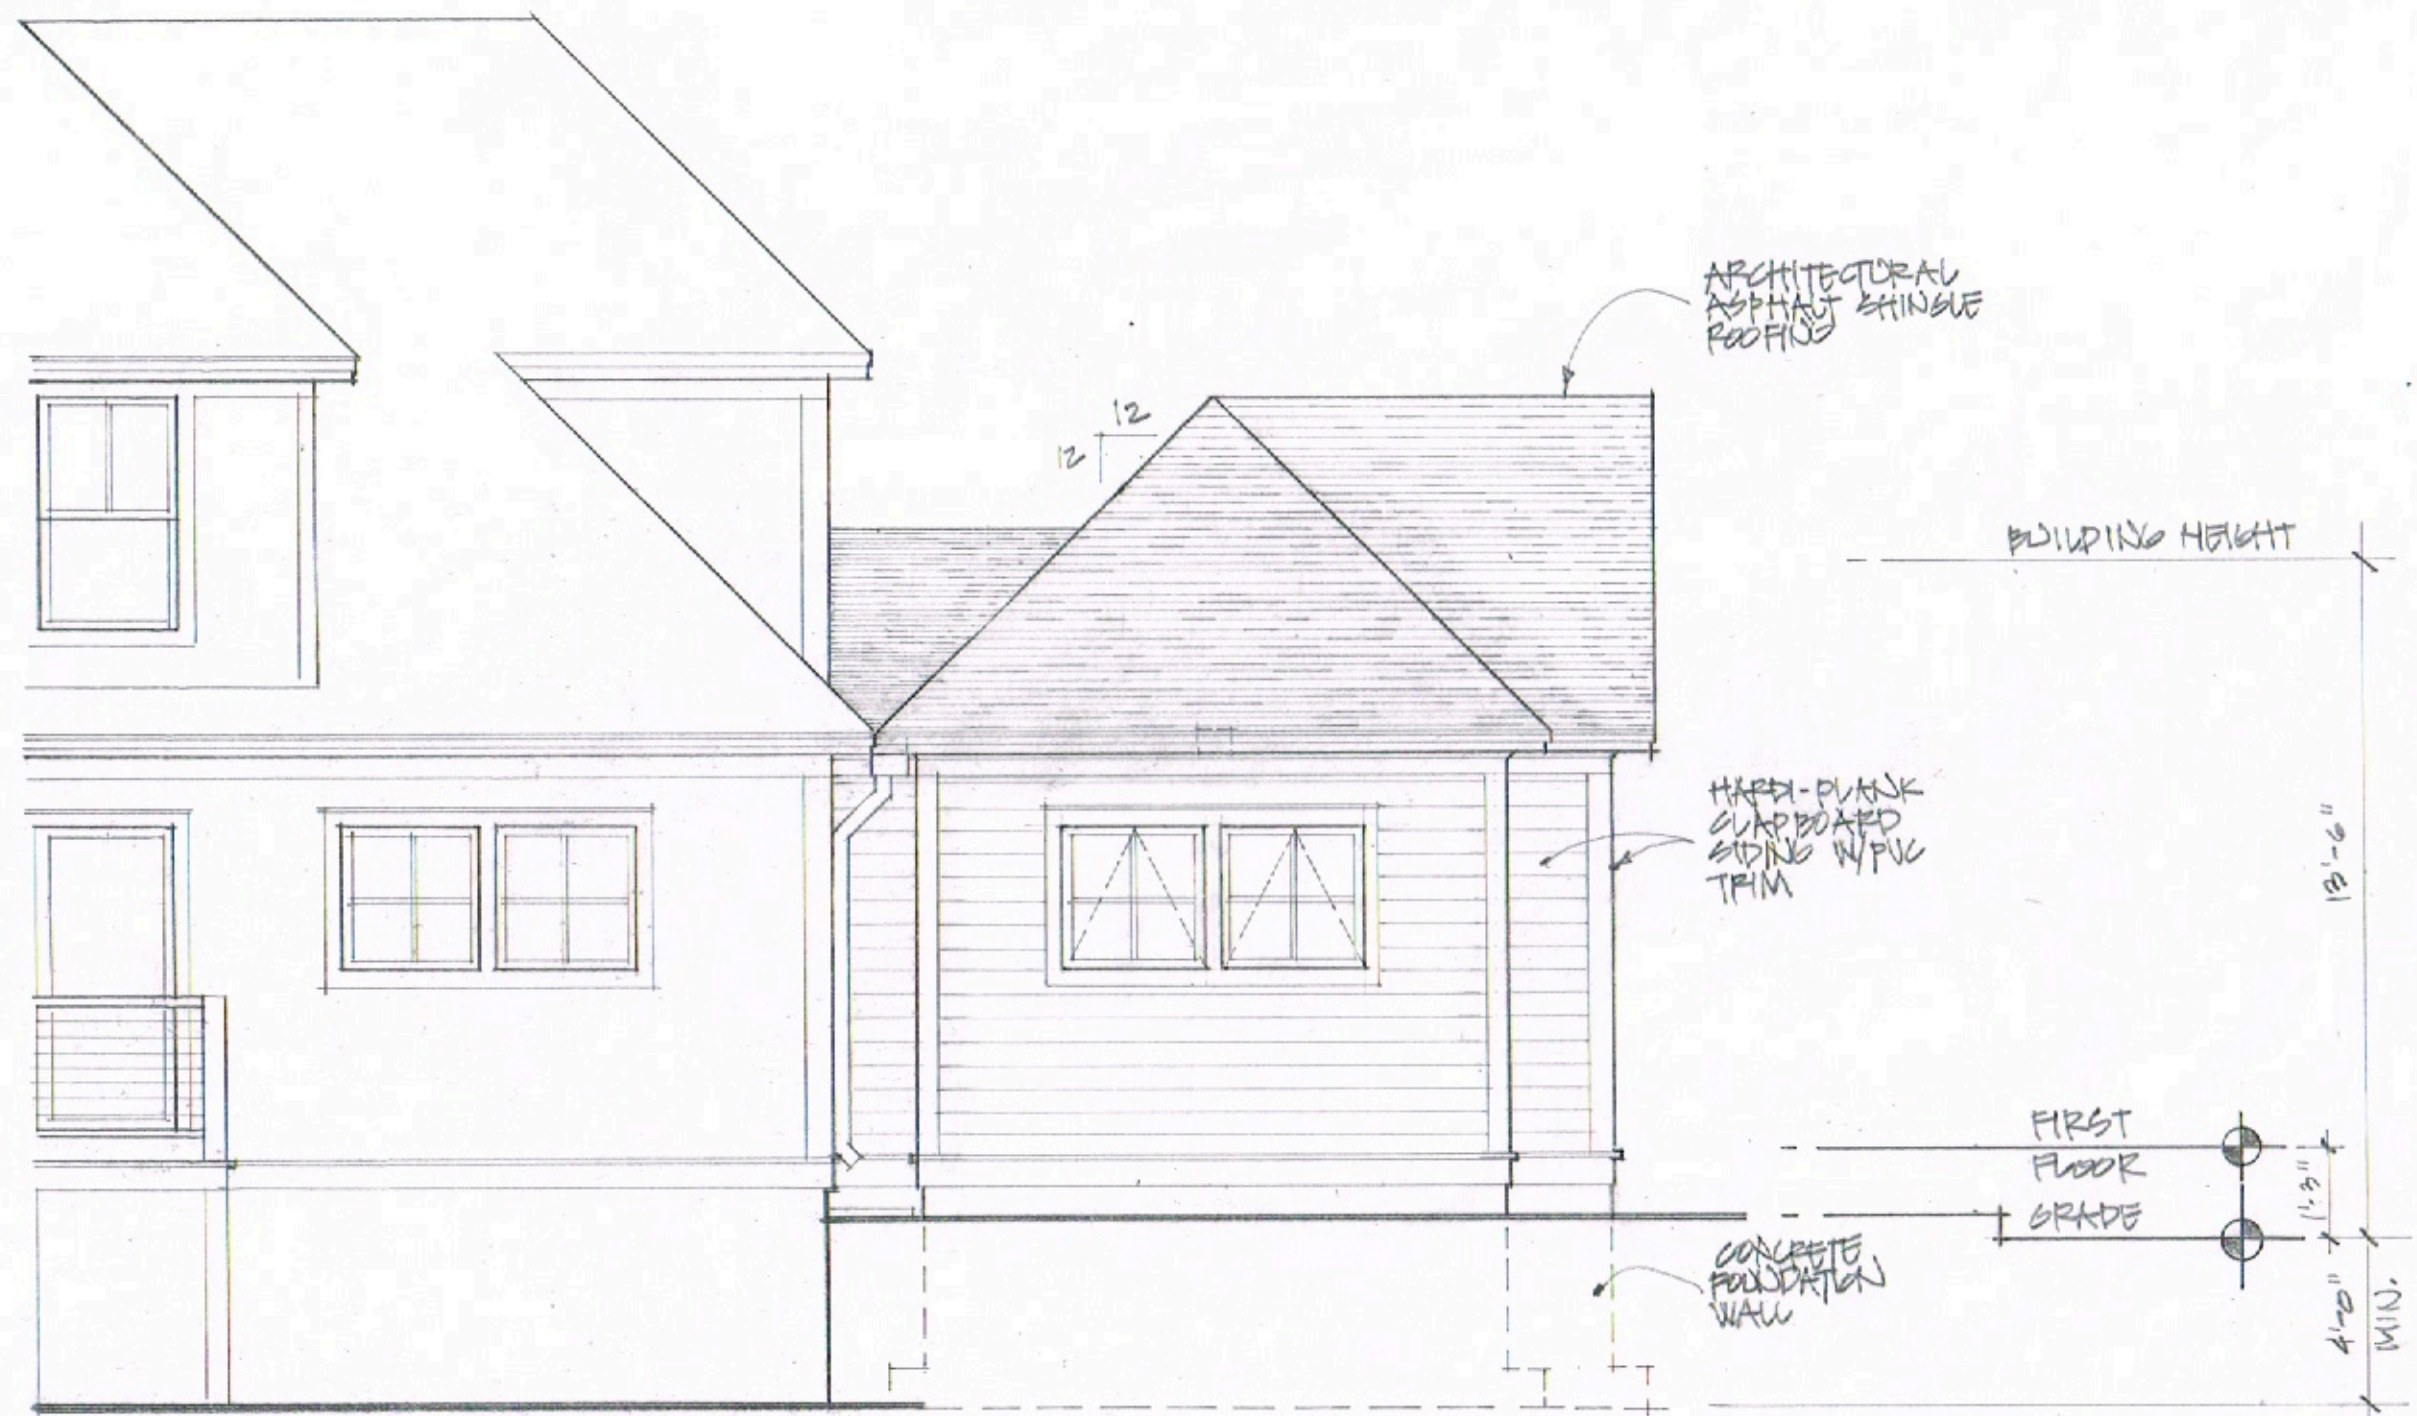 ARCHITECTURAL
ASPHALT SHINGLE
ROOFING
12
12
BUILDING HEIGHT
HARDI-PLANK
CLAPBOARD
SIDING W/PVC
TRIM
13'-6"
FIRST
FLOOR
1'-3"
GRADE
CONCRETE
FOUNDATION
WALL
4'-0"
MIN.